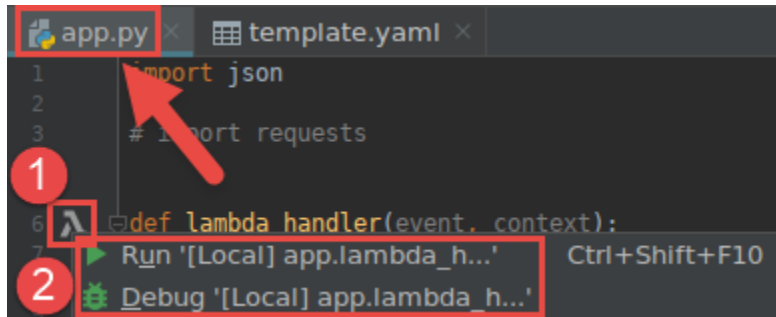 app.py template.yaml
1 import json
2
3 # import requests
1
6 def lambda_handler(event, context):
7 Run '[Local] app.lambda_h...' Ctrl+Shift+F10
2 Debug '[Local] app.lambda_h...'